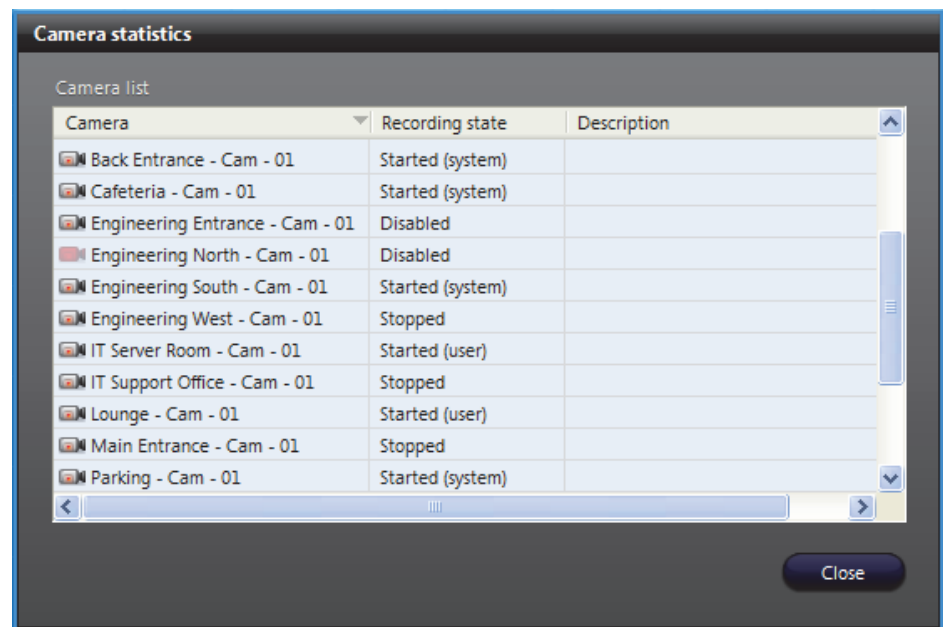 Camera statistics
Camera list
Camera Recording state Description
Back Entrance - Cam - 01 Started (system)
Cafeteria - Cam - 01 Started (system)
Engineering Entrance - Cam - 01 Disabled
Engineering North - Cam - 01 Disabled
Engineering South - Cam - 01 Started (system)
Engineering West - Cam - 01 Stopped
IT Server Room - Cam - 01 Started (user)
IT Support Office - Cam - 01 Stopped
Lounge - Cam - 01 Started (user)
Main Entrance - Cam - 01 Stopped
Parking - Cam - 01 Started (system)
Close